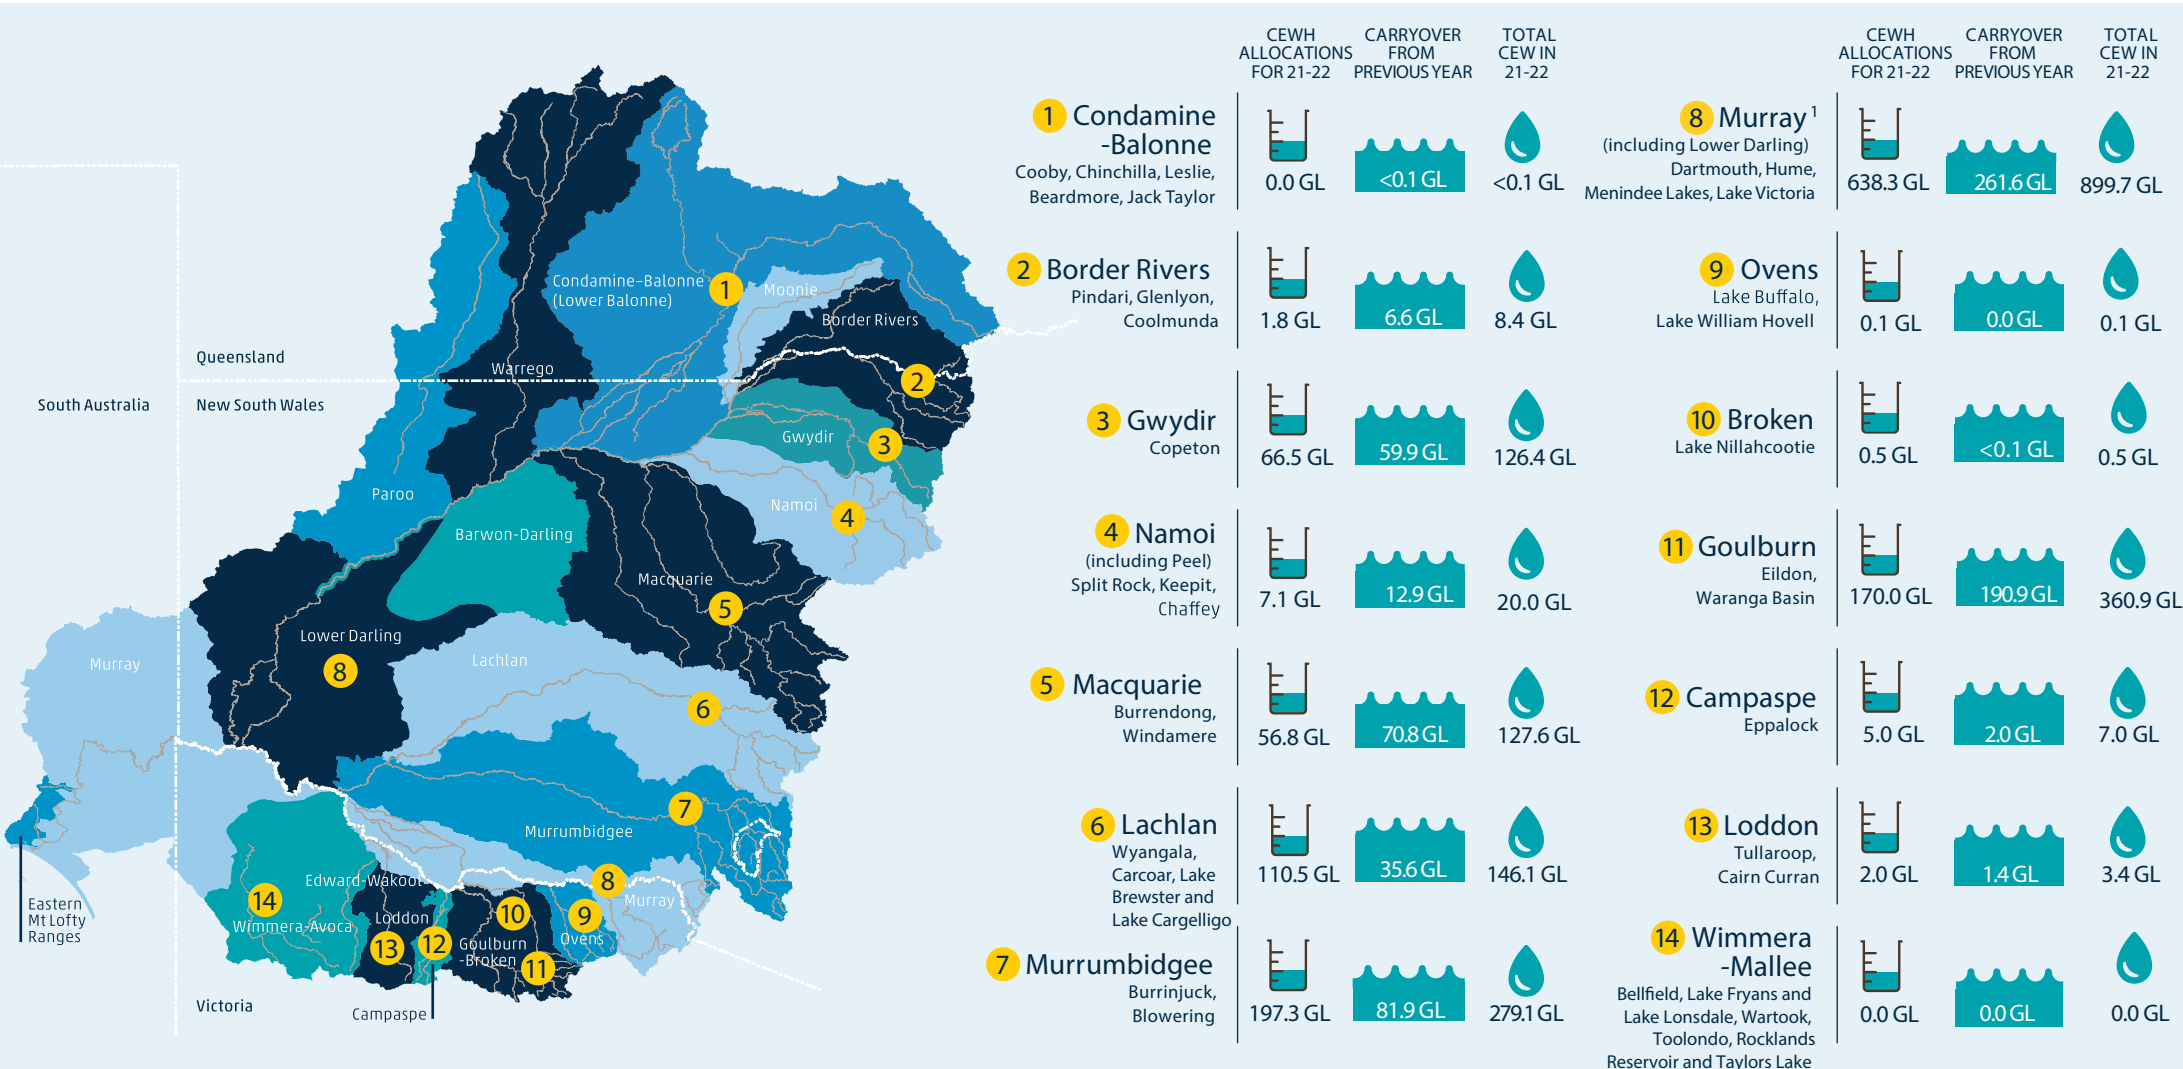 Queensland
South Australia
New South Wales
Victoria
Condamine–Balonne
(Lower Balonne)
Moonie
Border Rivers
Warrego
Gwydir
Paroo
Namoi
Barwon-Darling
Macquarie
Lower Darling
Murray
Lachlan
Murrumbidgee
Edward-Wakool
Murray
Loddon
Wimmera-Avoca
Goulburn
-Broken
Ovens
Eastern
Mt Lofty
Ranges
Campaspe
1
2
3
4
5
6
7
8
8
9
10
11
12
13
14
CEWH
ALLOCATIONS
FOR 21-22
CARRYOVER
FROM
PREVIOUS YEAR
TOTAL
CEW IN
21-22
1 Condamine
-Balonne
Cooby, Chinchilla, Leslie,
Beardmore, Jack Taylor
0.0 GL <0.1 GL <0.1 GL
2 Border Rivers
Pindari, Glenlyon,
Coolmunda
1.8 GL 6.6 GL 8.4 GL
3 Gwydir
Copeton
66.5 GL 59.9 GL 126.4 GL
4 Namoi
(including Peel)
Split Rock, Keepit,
Chaffey
7.1 GL 12.9 GL 20.0 GL
5 Macquarie
Burrendong,
Windamere
56.8 GL 70.8 GL 127.6 GL
6 Lachlan
Wyangala,
Carcoar, Lake
Brewster and
Lake Cargelligo
110.5 GL 35.6 GL 146.1 GL
7 Murrumbidgee
Burrinjuck,
Blowering
197.3 GL 81.9 GL 279.1 GL
CEWH
ALLOCATIONS
FOR 21-22
CARRYOVER
FROM
PREVIOUS YEAR
TOTAL
CEW IN
21-22
8 Murray 1
(including Lower Darling)
Dartmouth, Hume,
Menindee Lakes, Lake Victoria
638.3 GL 261.6 GL 899.7 GL
9 Ovens
Lake Buffalo,
Lake William Hovell
0.1 GL 0.0 GL 0.1 GL
10 Broken
Lake Nillahcootie
0.5 GL <0.1 GL 0.5 GL
11 Goulburn
Eildon,
Waranga Basin
170.0 GL 190.9 GL 360.9 GL
12 Campaspe
Eppalock
5.0 GL 2.0 GL 7.0 GL
13 Loddon
Tullaroop,
Cairn Curran
2.0 GL 1.4 GL 3.4 GL
14 Wimmera
-Mallee
Bellfield, Lake Fryans and
Lake Lonsdale, Wartook,
Toolondo, Rocklands
Reservoir and Taylors Lake
0.0 GL 0.0 GL 0.0 GL